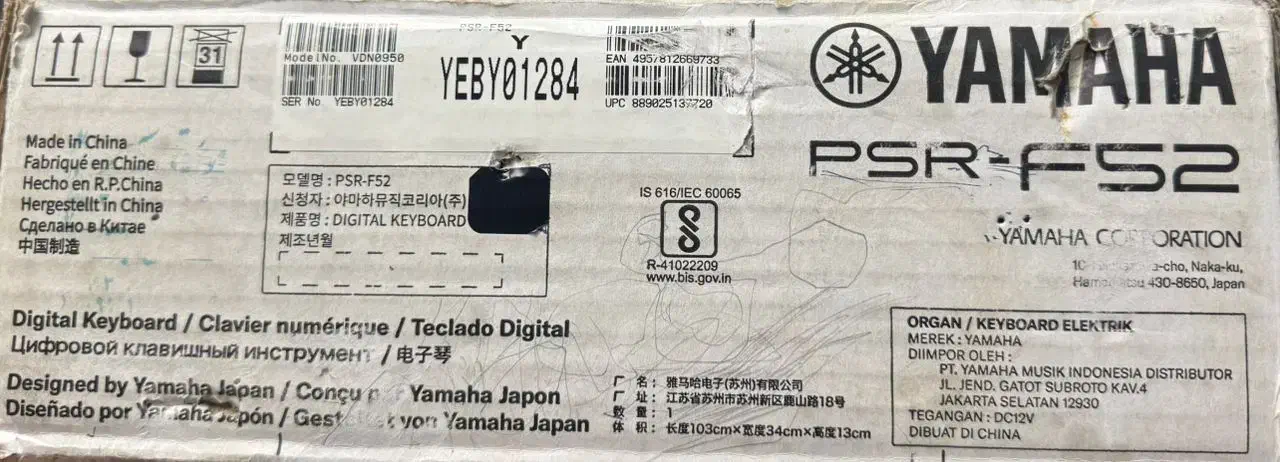 31
PSR-F52
Y
Model No. VDN0950
SER No YEBY01284
YEBY01284
EAN 4957812669733
UPC 889025137720
YAMAHA
PSR-F52
YAMAHA CORPORATION
Naka-ku,
430-8650, Japan
Made in China
Fabriqué en Chine
Hecho en R.P.China
Hergestellt in China
Сделано в Китае
中国制造
모델명 : PSR-F52
신청자 : 야마하뮤직코리아(주)
제품명 : DIGITAL KEYBOARD
제조년월
IS 616/IEC 60065
R-41022209
www.bis.gov.in
Digital Keyboard / Clavier numérique / Teclado Digital
Цифровой клавишный инструмент / 电子琴
Designed by Yamaha Japan / Conçu par Yamaha Japon
Diseñado por Yamaha Japón / Gestaltet von Yamaha Japan
厂 名 : 雅马哈电子(苏州)有限公司
厂 址 : 江苏省苏州市苏州新区鹿山路18号
数 量 : 1
体 积 : 长度103cm×宽度34cm×高度13cm
ORGAN / KEYBOARD ELEKTRIK
MEREK : YAMAHA
DIIMPOR OLEH :
PT. YAMAHA MUSIK INDONESIA DISTRIBUTOR
JL. JEND. GATOT SUBROTO KAV.4
JAKARTA SELATAN 12930
TEGANGAN : DC12V
DIBUAT DI CHINA